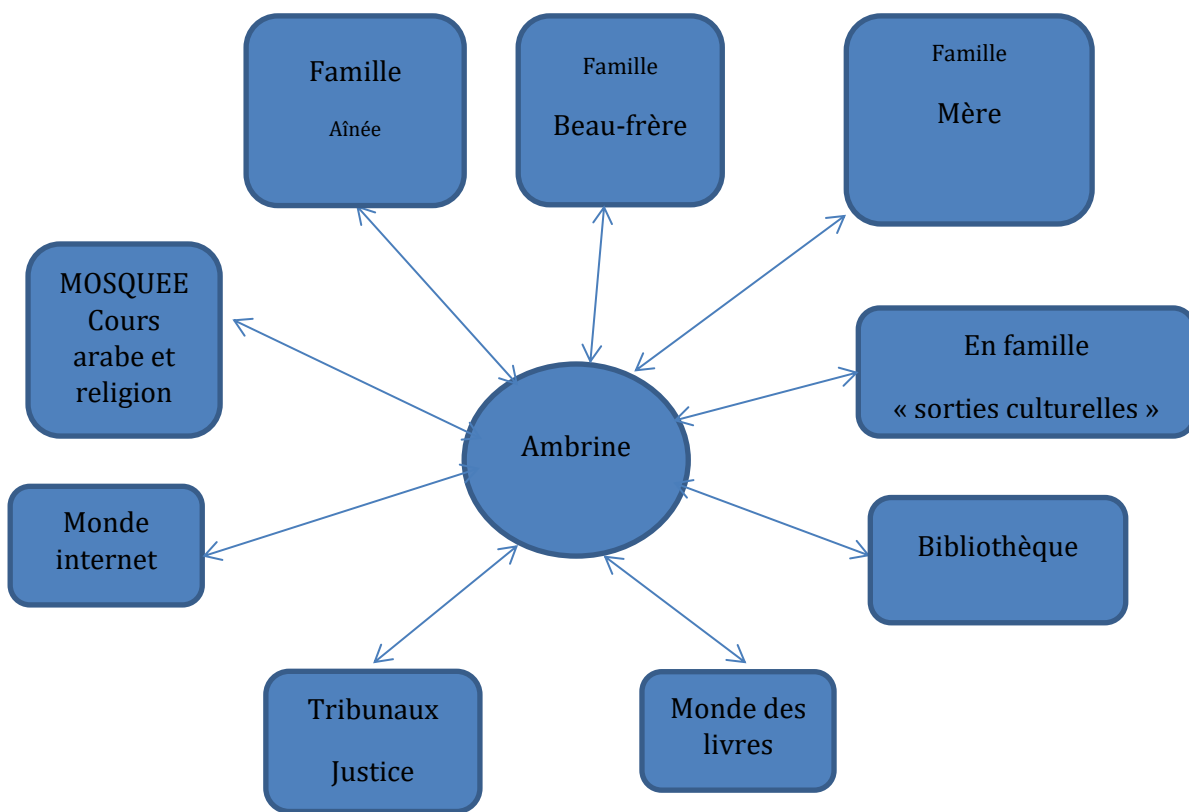 Famille
Aînée
Famille
Beau-frère
Famille
Mère
MOSQUEE
Cours
arabe et
religion
En famille
« sorties culturelles »
Ambrine
Monde
internet
Bibliothèque
Tribunaux
Justice
Monde des
livres